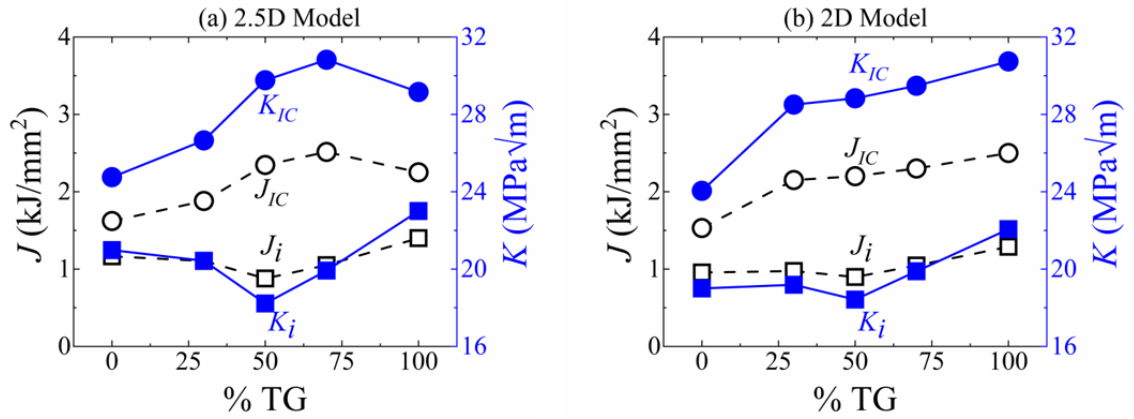 (a) 2.5D Model
J (kJ/mm²)
4
3
2
1
0
K_IC
J_IC
J_i
K_i
32
28
24
20
16
K (MPa√m)
0 25 50 75 100
% TG
(b) 2D Model
J (kJ/mm²)
4
3
2
1
0
K_IC
J_IC
J_i
K_i
32
28
24
20
16
K (MPa√m)
0 25 50 75 100
% TG